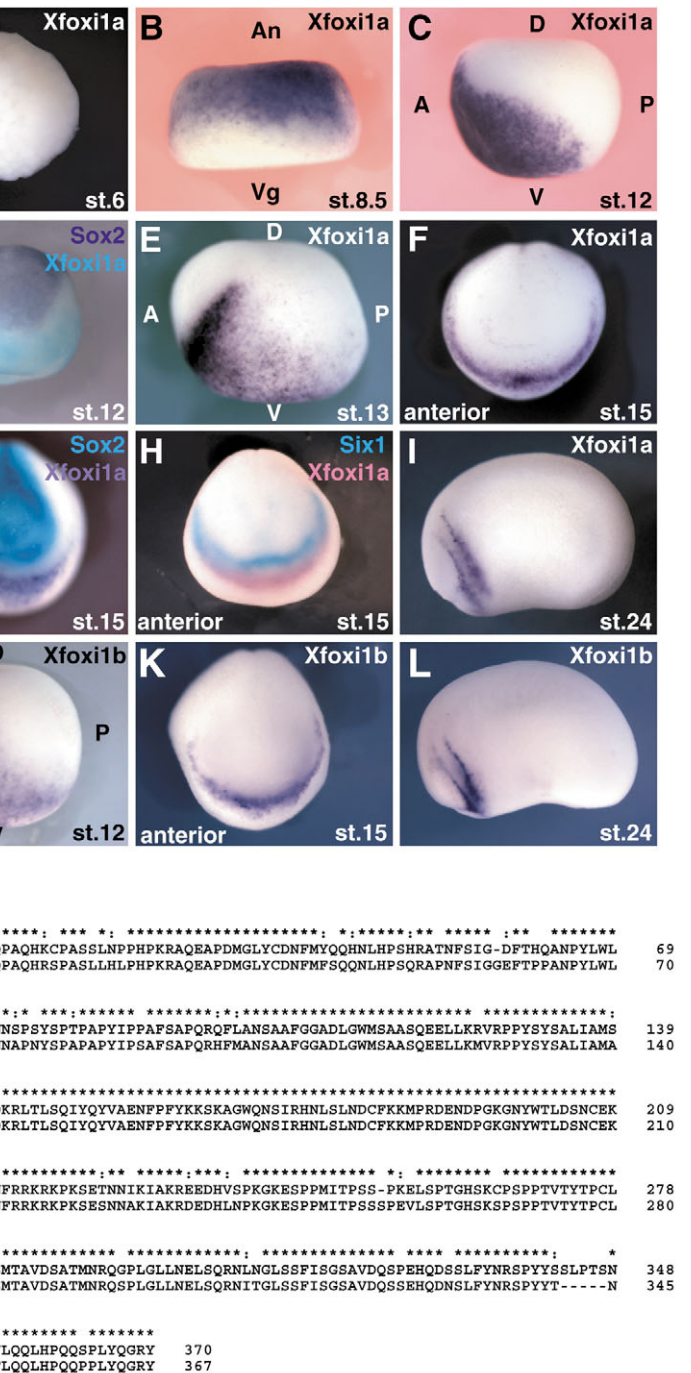 Xfoxi1a
st.6
B An Xfoxi1a
Vg
st.8.5
C D Xfoxi1a
A P
V st.12
Sox2
Xfoxi1a
st.12
E D Xfoxi1a
A P
V st.13
F Xfoxi1a
anterior st.15
Sox2
Xfoxi1a
st.15
H Six1
Xfoxi1a
anterior st.15
I Xfoxi1a
st.24
Xfoxi1b
P
st.12
K Xfoxi1b
anterior st.15
L Xfoxi1b
st.24
PAQHKCPASSLNPPHPKRAQEAPDMGLYCDNFMYQQHNLHPSHRATNFSIG-DFTHQANPYLWL 69
PAQHRSPASLLHLPHPKRAQEAPDMGLYCDNFMFSQQNLHPSQRAPNFSIGGEFTPPANPYLWL 70
NSPSYSPTPAPYIPPAFSAPQRQFLANSAAFGGADLGWMSAASQEELLKRVRPPYSYSALIAMS 139
NAPNYSPAPAPYIPSAFSAPQRHFMANSAAFGGADLGWMSAASQEELLKMVRPPYSYSALIAMA 140
KRLTLSQIYQYVAENFPFYKKSKAGWQNSIRHNLSLNDCFKKMPRDENDPGKGNYWTLDSNCEK 209
KRLTLSQIYQYVAENFPFYKKSKAGWQNSIRHNLSLNDCFKKMPRDENDPGKGNYWTLDSNCEK 210
FRRKRKPKSETNNIKIAKREEDHVSPKGKESPPMITPSS-PKELSPTGHSKCPSPPTVTYTPCL 278
FRRKRKPKSESNNAKIAKRDEDHLNPKGKESPPMITPSSSPEVLSPTGHSKSPSPPTVTYTPCL 280
MTAVDSATMNRQGPLGLLNELSQRNLNGLSSFISGSAVDQSPEHQDSSLFYNRSPYYSSLPTSN 348
MTAVDSATMNRQSPLGLLNELSQRNITGLSSFISGSAVDQSSEHQDNSLFYNRSPYYT-----N 345
LQQLHPQQSPLYQGRY 370
LQQLHPQQPPLYQGRY 367